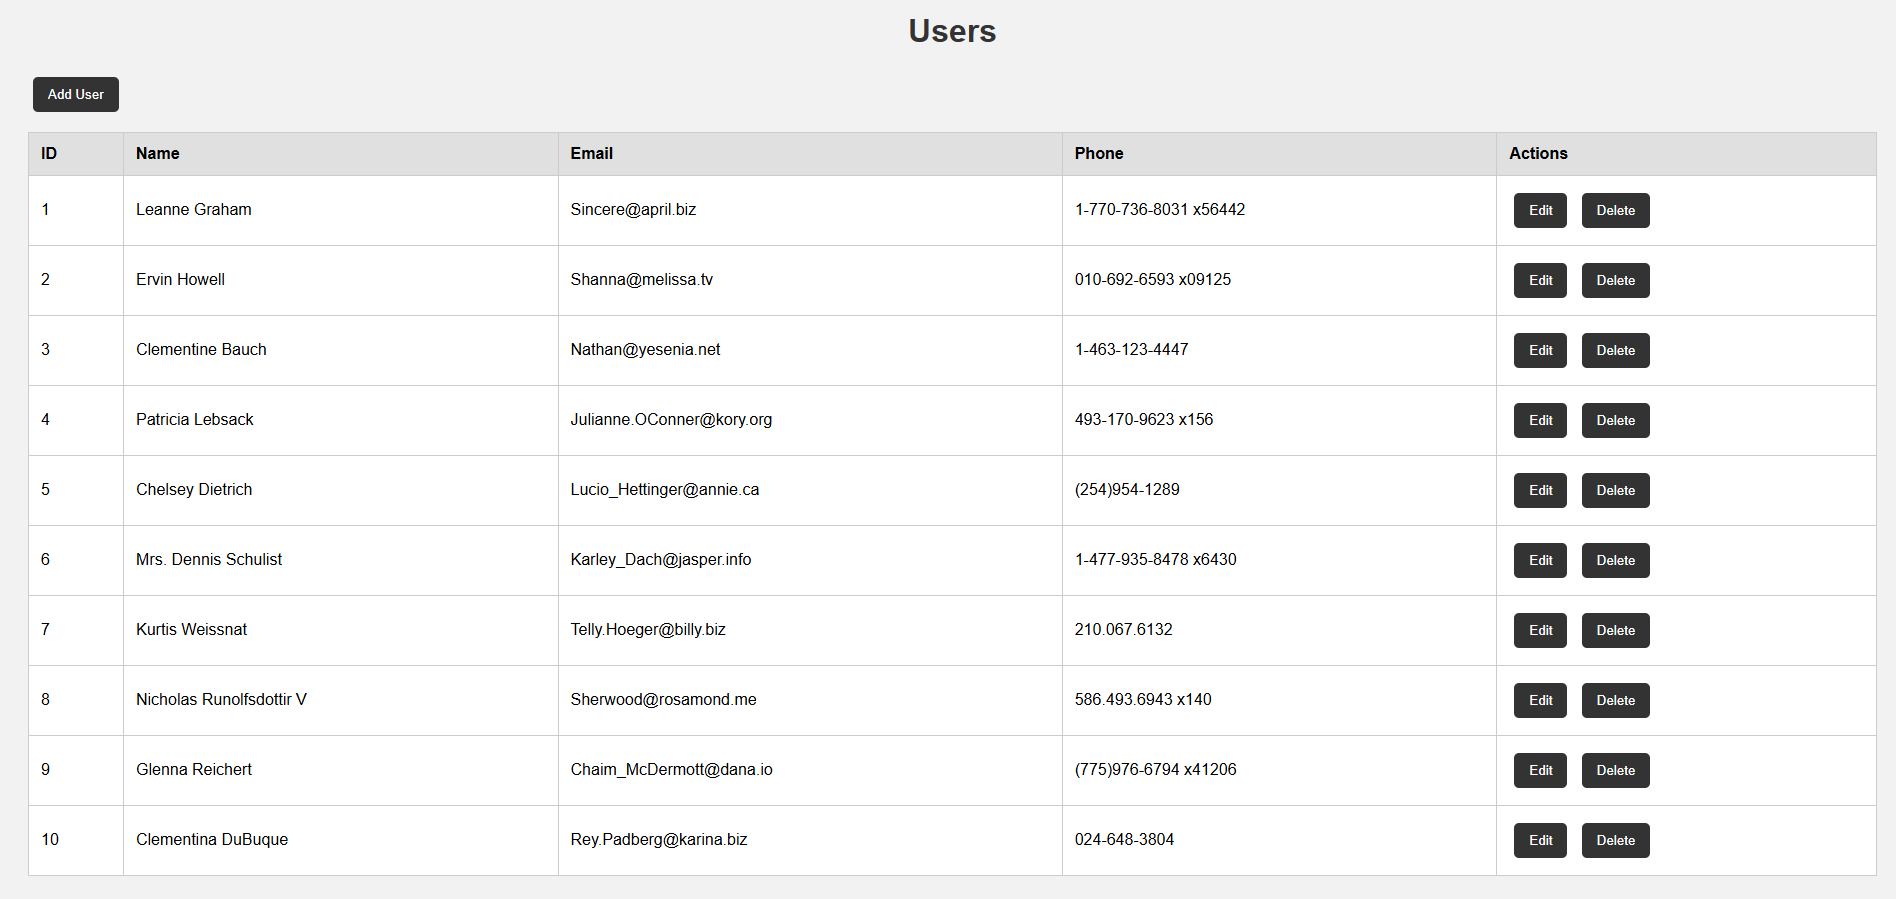 Users
Add User
ID Name Email Phone Actions
1 Leanne Graham Sincere@april.biz 1-770-736-8031 x56442 Edit Delete
2 Ervin Howell Shanna@melissa.tv 010-692-6593 x09125 Edit Delete
3 Clementine Bauch Nathan@yesenia.net 1-463-123-4447 Edit Delete
4 Patricia Lebsack Julianne.OConner@kory.org 493-170-9623 x156 Edit Delete
5 Chelsey Dietrich Lucio_Hettinger@annie.ca (254)954-1289 Edit Delete
6 Mrs. Dennis Schulist Karley_Dach@jasper.info 1-477-935-8478 x6430 Edit Delete
7 Kurtis Weissnat Telly.Hoeger@billy.biz 210.067.6132 Edit Delete
8 Nicholas Runolfsdottir V Sherwood@rosamond.me 586.493.6943 x140 Edit Delete
9 Glenna Reichert Chaim_McDermott@dana.io (775)976-6794 x41206 Edit Delete
10 Clementina DuBuque Rey.Padberg@karina.biz 024-648-3804 Edit Delete